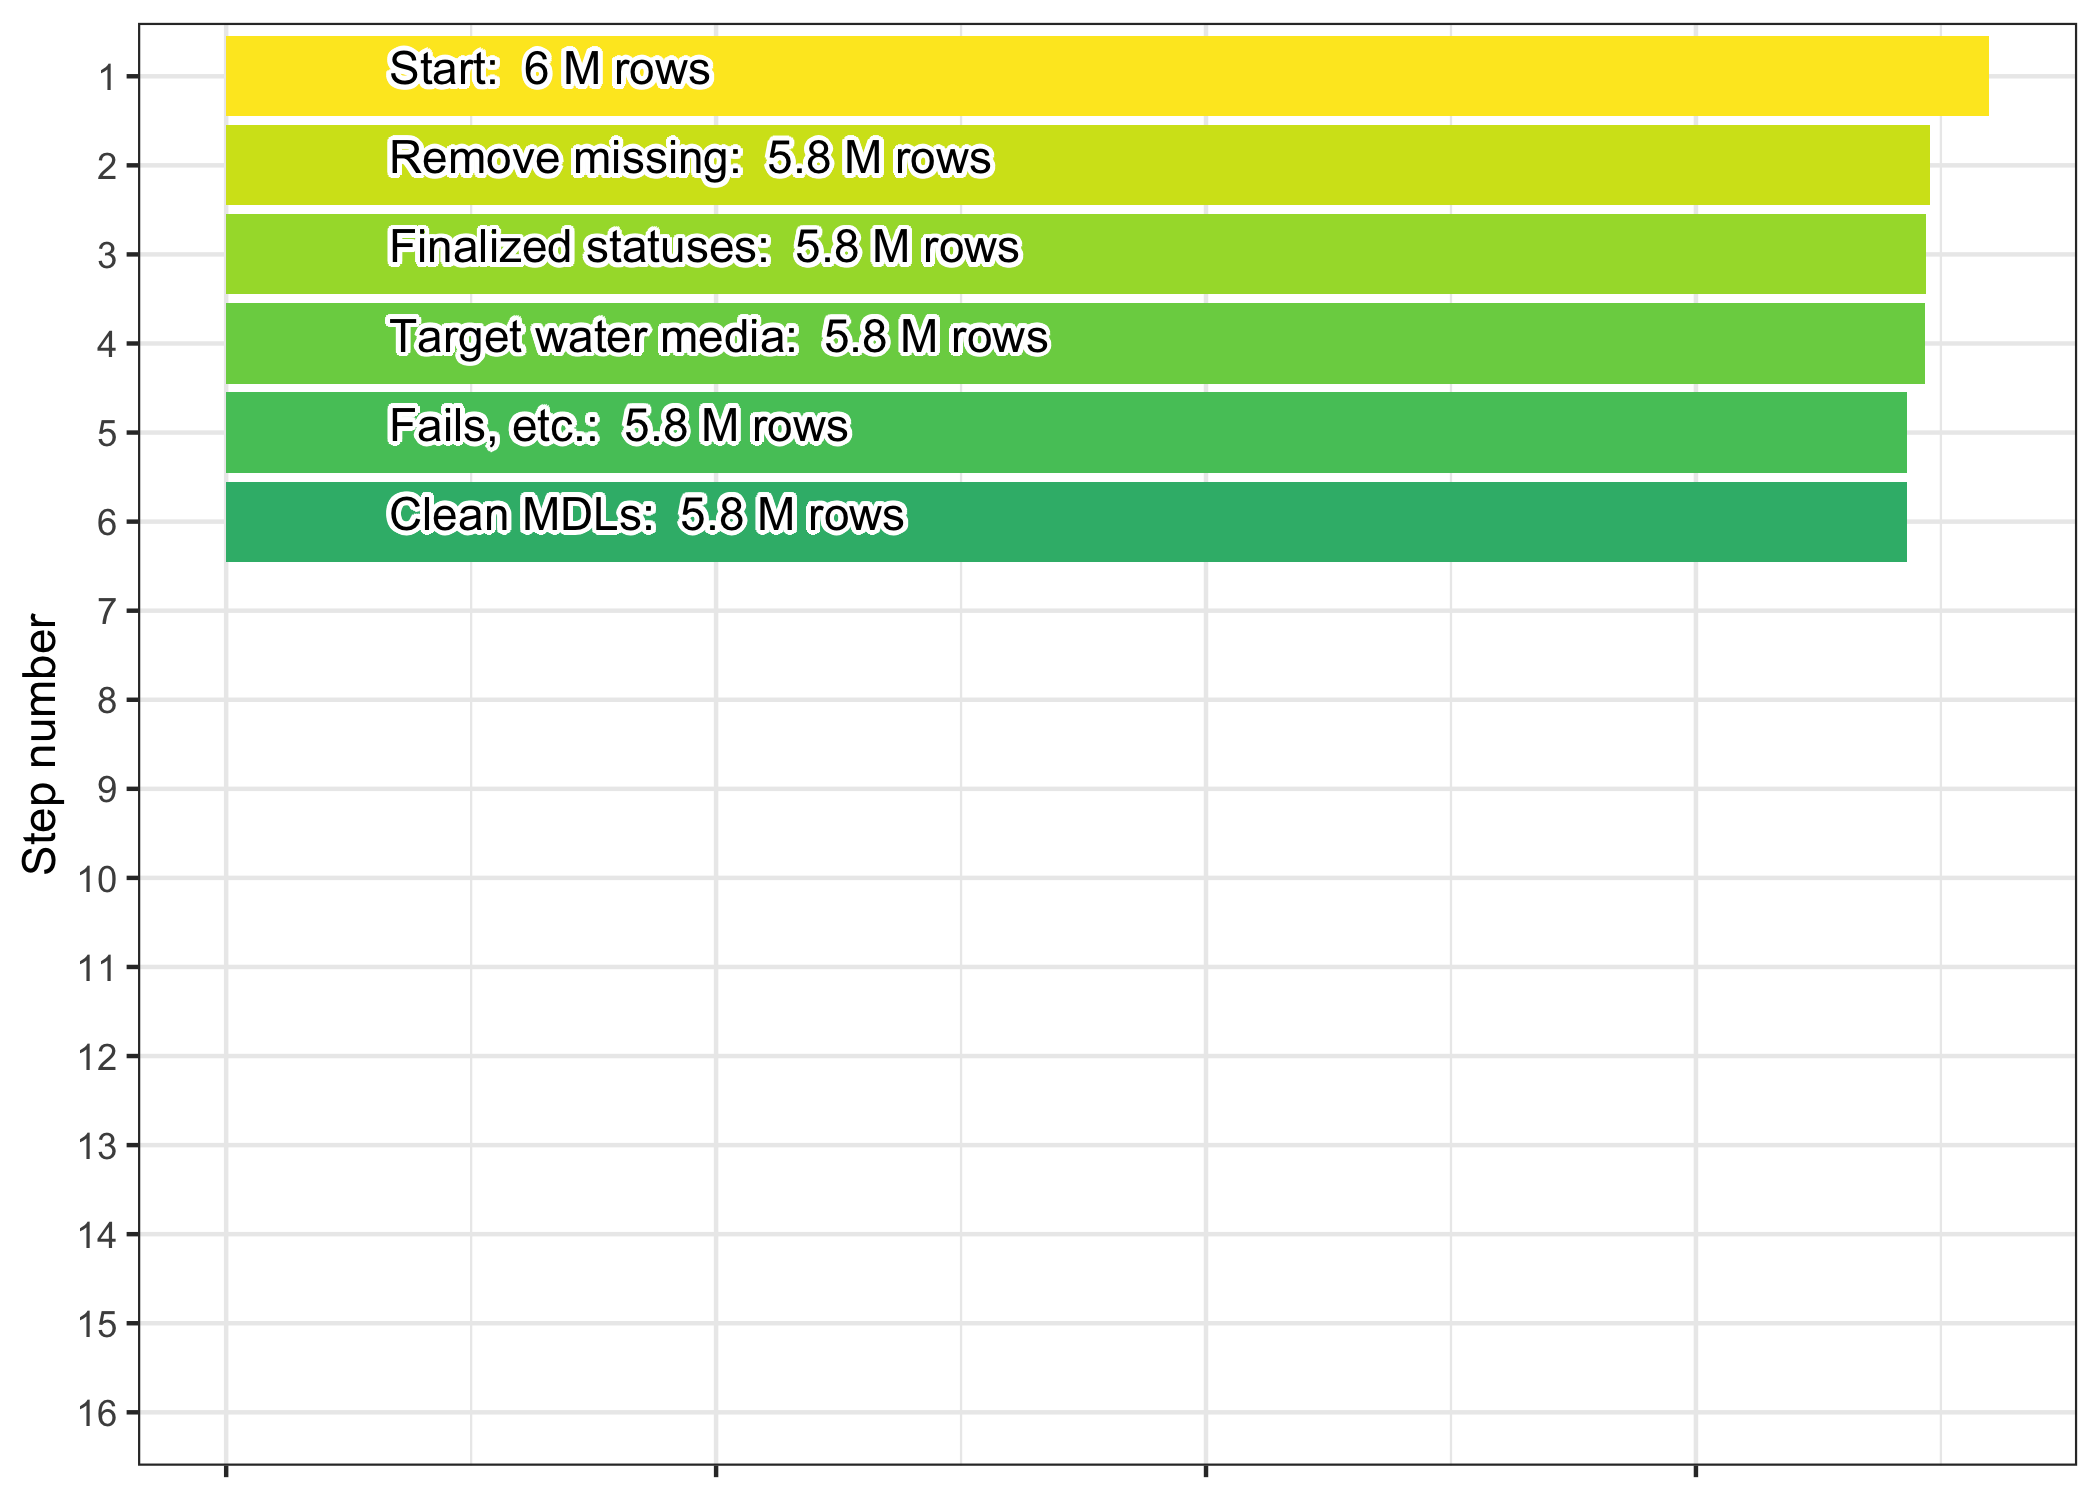 Step number
1
Start:  6 M rows
2
Remove missing:  5.8 M rows
3
Finalized statuses:  5.8 M rows
4
Target water media:  5.8 M rows
5
Fails, etc.:  5.8 M rows
6
Clean MDLs:  5.8 M rows
7
8
9
10
11
12
13
14
15
16